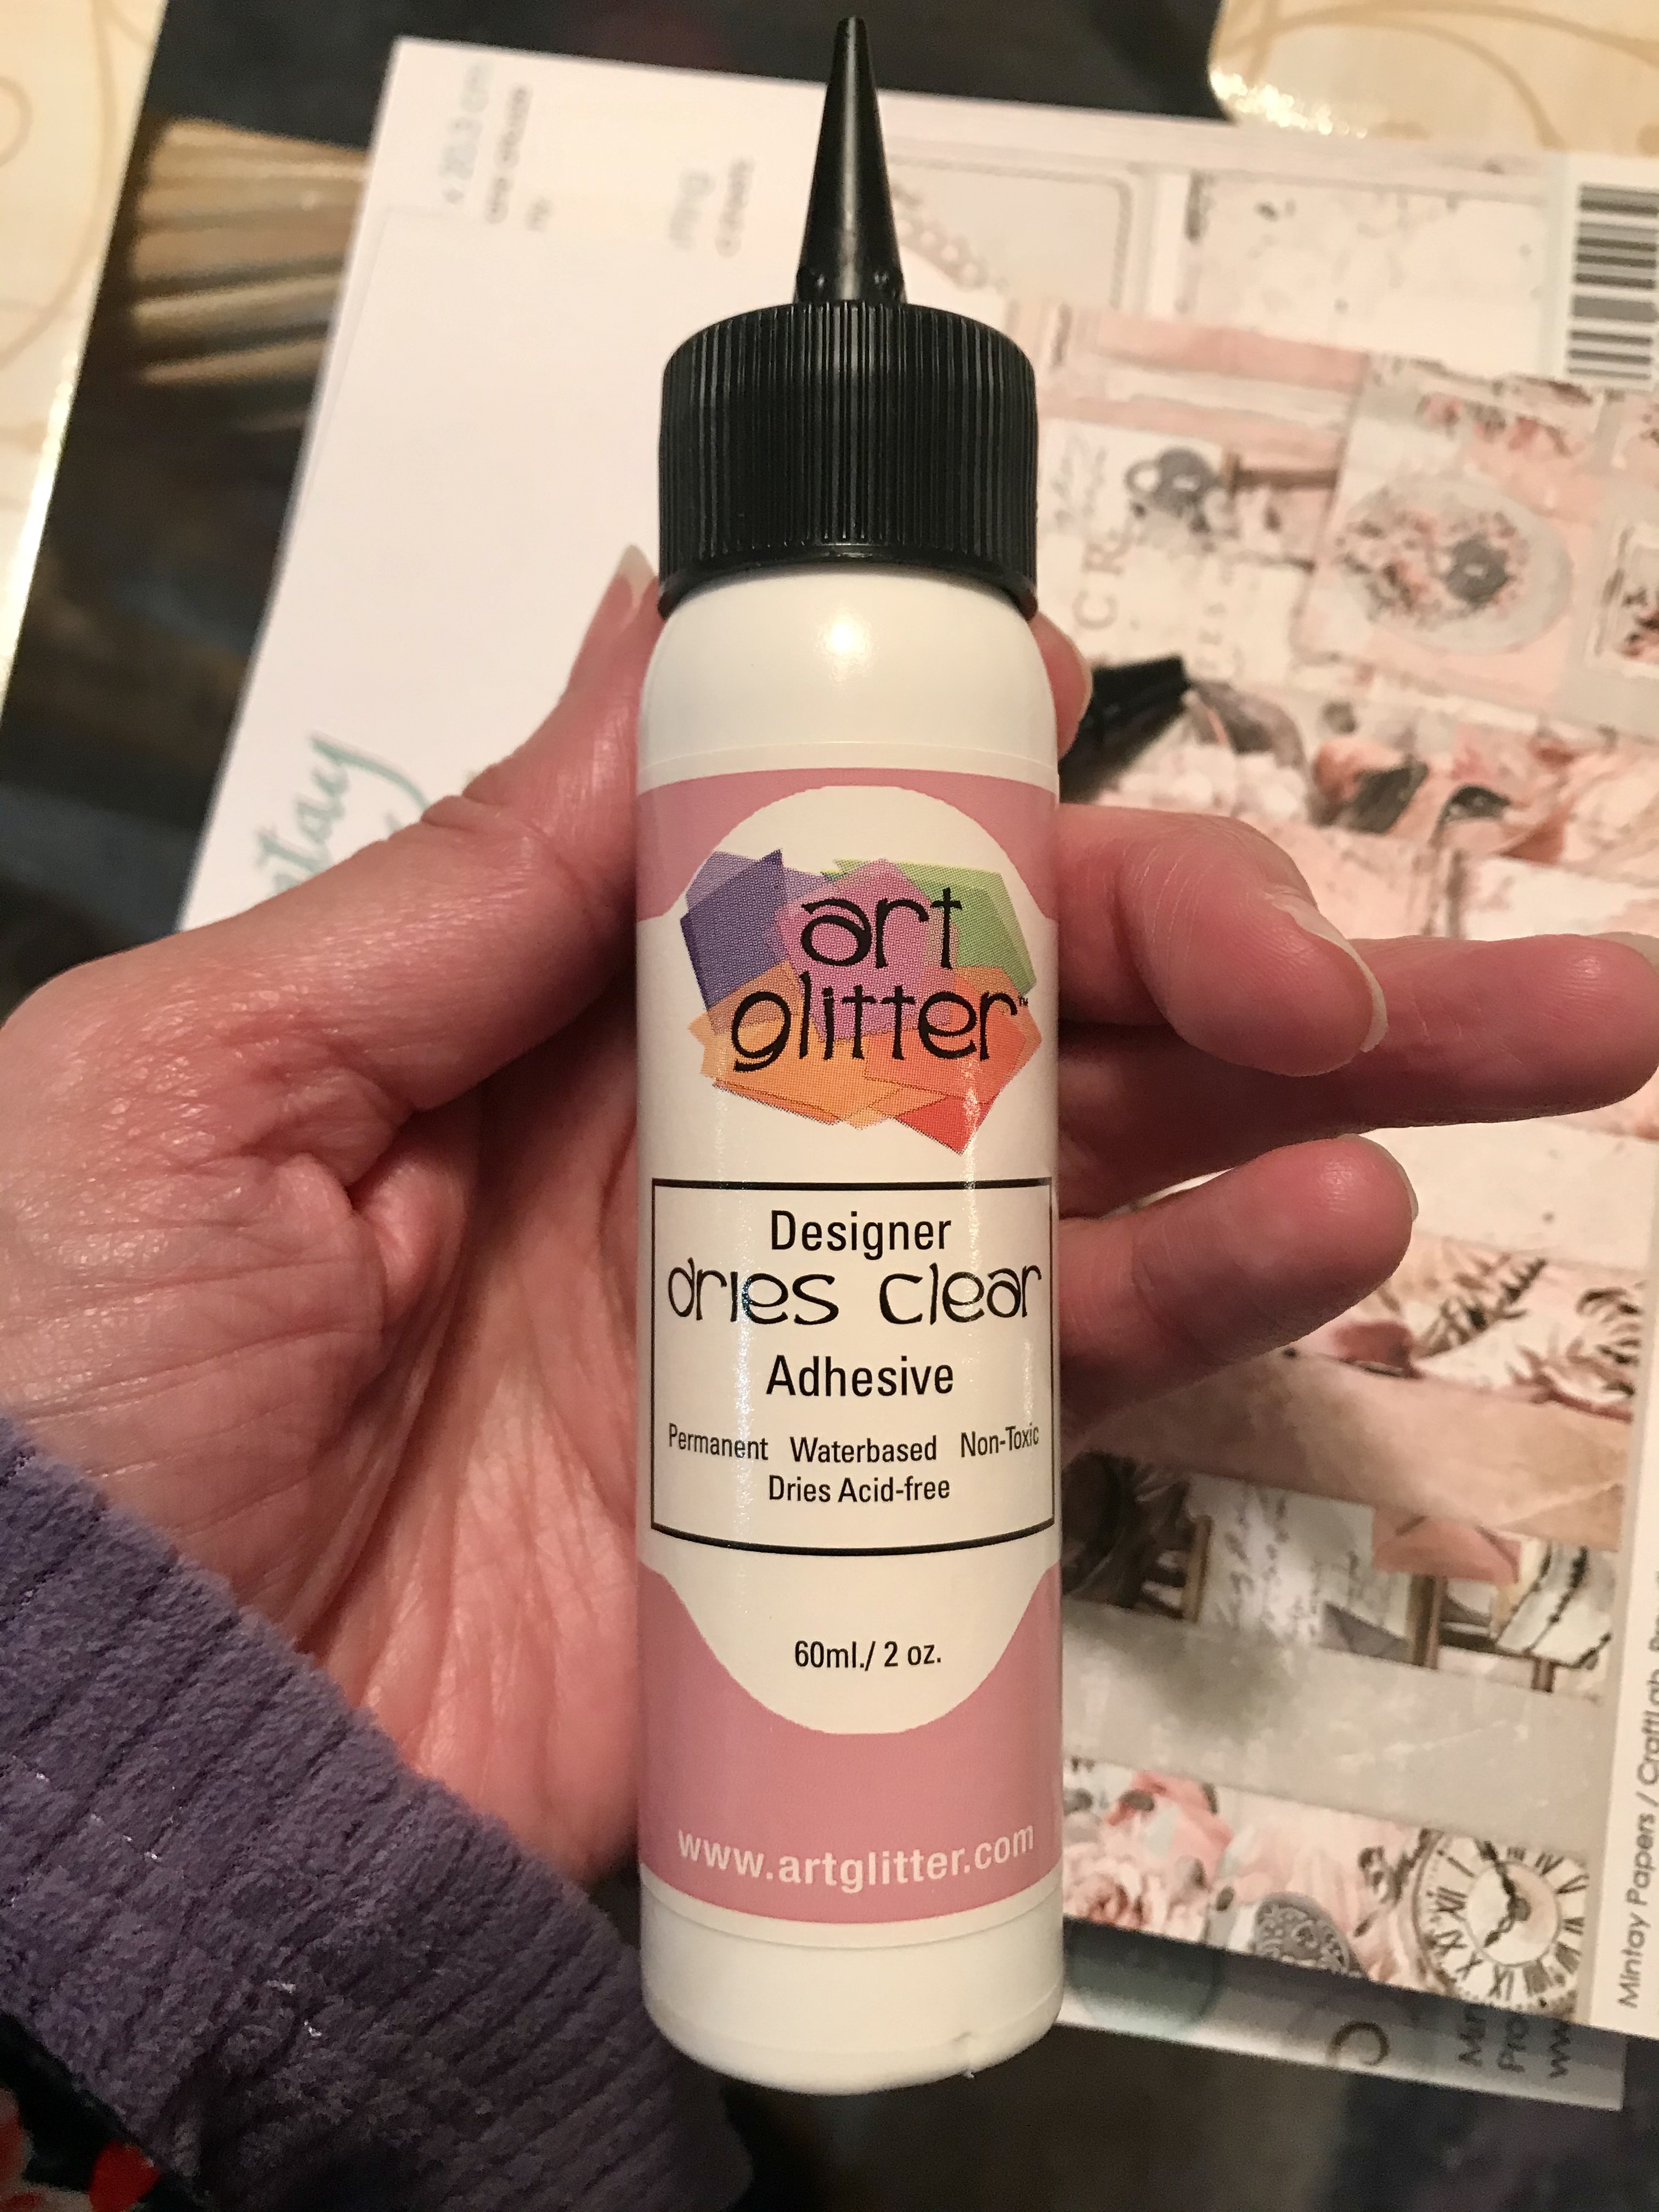 art
glitter™
Designer
dries clear
Adhesive
Permanent Waterbased Non-Toxic
Dries Acid-free
60ml./ 2 oz.
www.artglitter.com
Mintay Papers / CraftLab